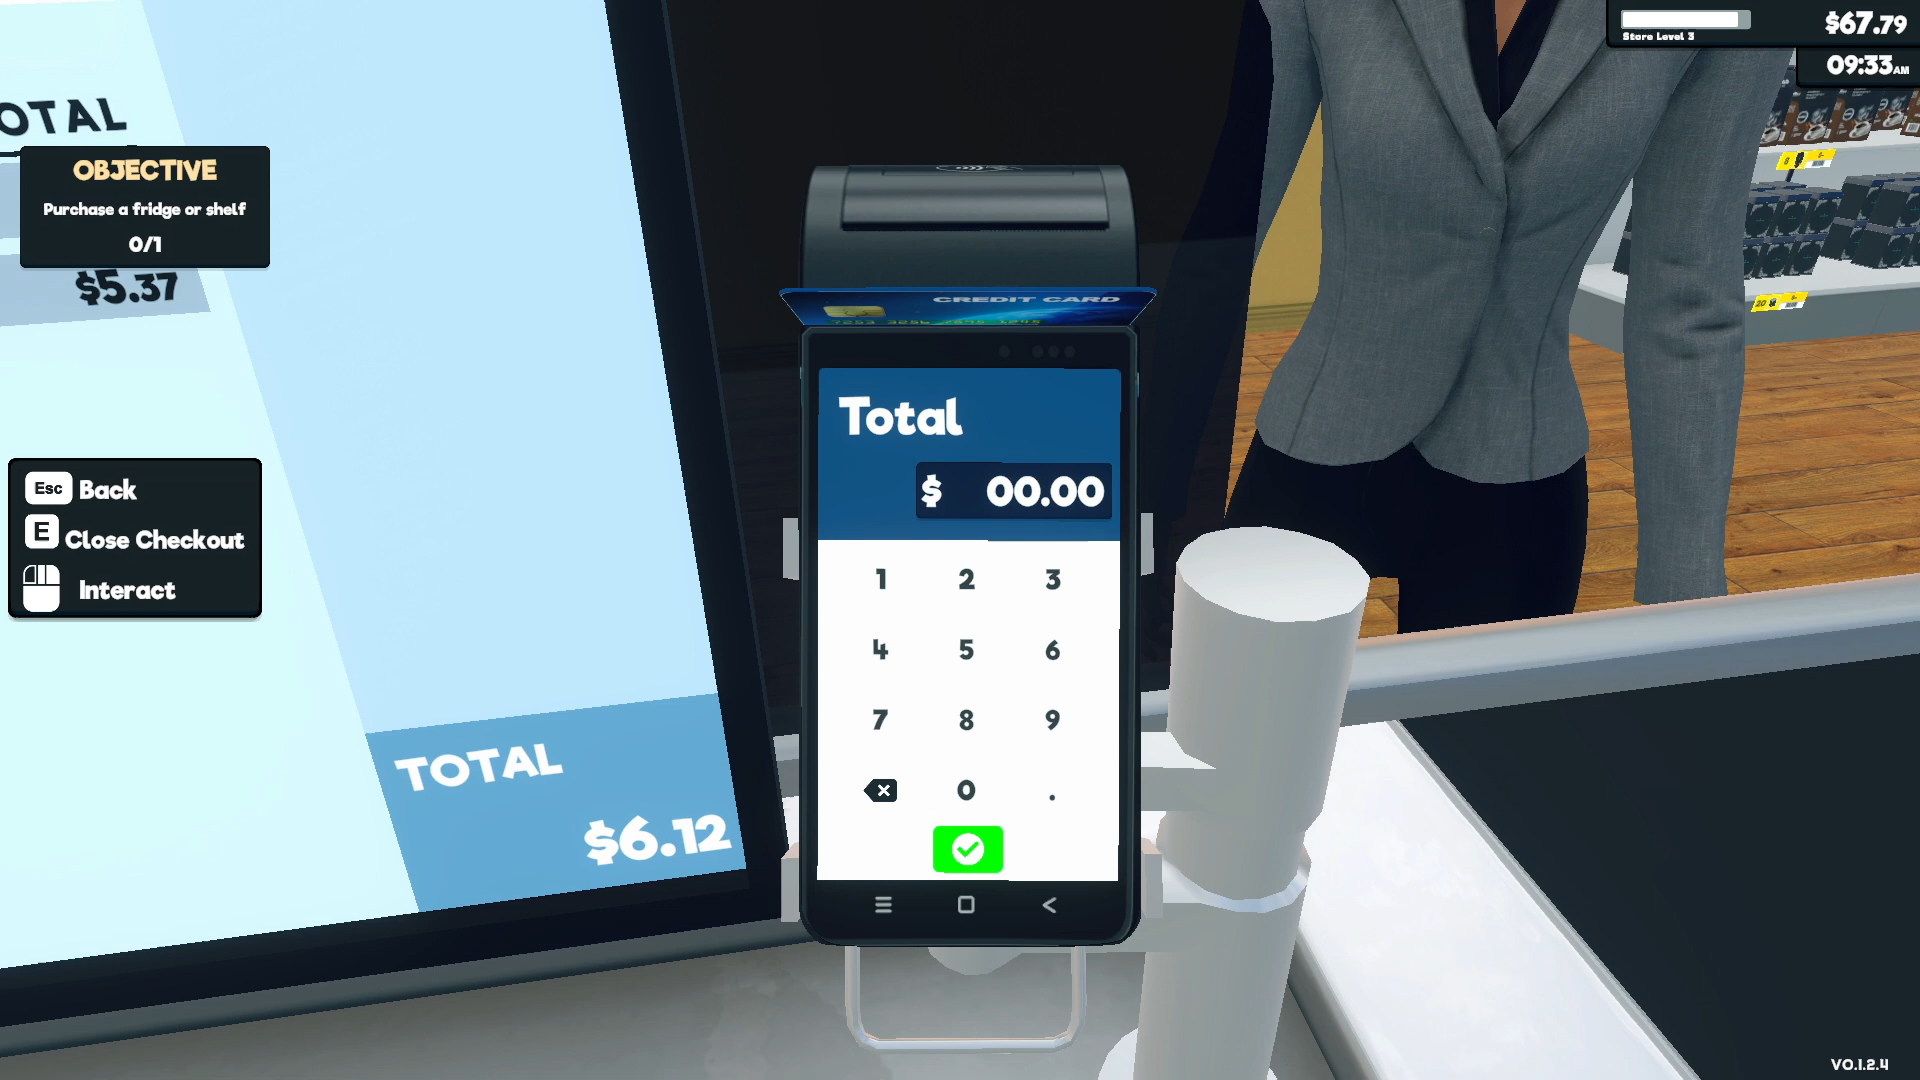 $67.79
Store Level 3
09:33AM
OTAL
OBJECTIVE
Purchase a fridge or shelf
0/1
$5.37
CREDIT CARD
Total
$ 00.00
Esc Back
E Close Checkout
Interact
1 2 3
4 5 6
7 8 9
0 .
TOTAL
$6.12
V0.1.2.4